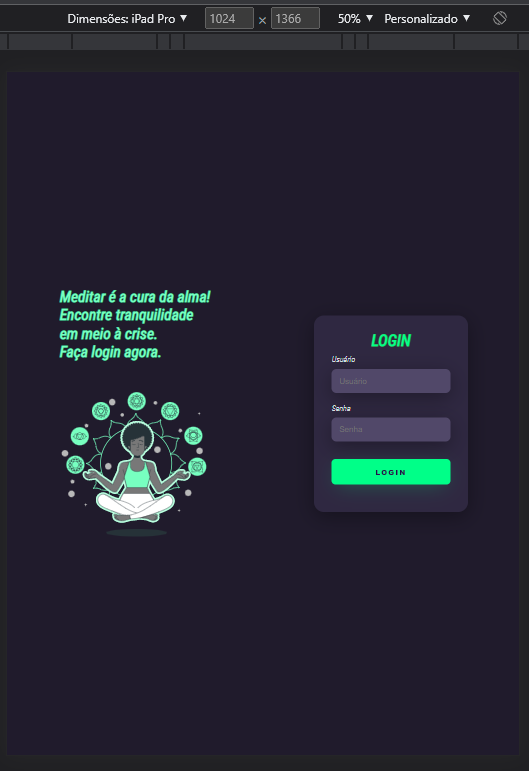 Dimensões: iPad Pro ▼ 1024 × 1366 50% ▼ Personalizado ▼
Meditar é a cura da alma!
Encontre tranquilidade
em meio à crise.
Faça login agora.
LOGIN
Usuário
Usuário
Senha
Senha
LOGIN